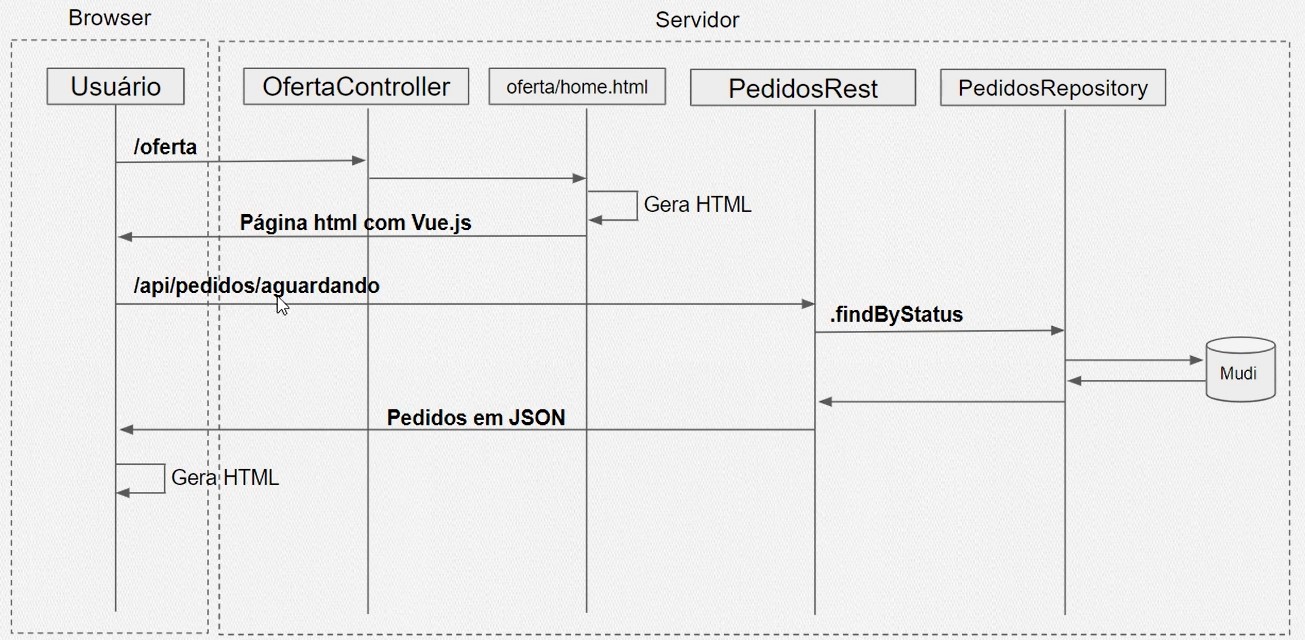 Browser
Servidor
Usuário
OfertaController
oferta/home.html
PedidosRest
PedidosRepository
/oferta
Gera HTML
Página html com Vue.js
/api/pedidos/aguardando
.findByStatus
Mudi
Pedidos em JSON
Gera HTML